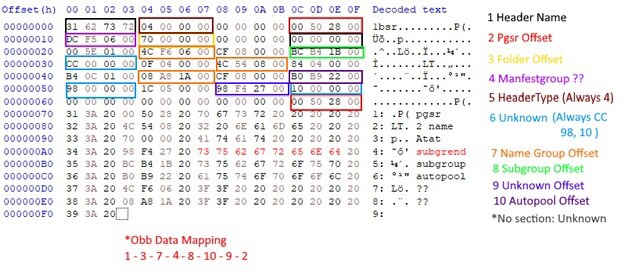 Offset(h) 00 01 02 03 04 05 06 07 08 09 0A 0B 0C 0D 0E 0F Decoded text
000000000 31 62 73 72 04 00 00 00 00 00 00 00 00 50 28 00 1bsr.........P(.
000000010 DC F5 06 00 70 00 00 00 00 00 00 00 00 00 00 00 Üõ..p...........
000000020 00 5E 01 00 4C F6 06 00 CF 08 00 00 BC B4 1B 00 .^..Lö..Ï...¼´..
000000030 CC 00 00 00 0F 04 00 00 4C 54 08 00 84 04 00 00 Ì.......LT..„...
000000040 B4 0C 01 00 08 A8 1A 00 CF 08 00 00 B0 B9 22 00 ´....¨..Ï...°¹".
000000050 98 00 00 00 1C 05 00 00 98 F4 27 00 10 00 00 00 ˜.......˜ô'.....
000000060 00 00 00 00 00 00 00 00 00 00 00 00 00 50 28 00 .............P(.
000000070 31 3A 20 00 50 28 20 70 67 73 72 20 20 20 20 20 1: .P( pgsr
000000080 32 3A 20 4C 54 08 20 32 20 6E 61 6D 65 20 20 20 2: LT. 2 name
000000090 33 3A 20 70 00 20 41 74 61 74 20 20 20 20 20 20 3: p. Atat
0000000A0 34 3A 20 98 F4 27 20 73 75 62 67 72 65 6E 64 20 4: ˜ô' subgrend
0000000B0 35 3A 20 BC B4 1B 20 73 75 62 67 72 6F 75 70 20 5: ¼´. subgroup
0000000C0 36 3A 20 B0 B9 22 20 61 75 74 6F 70 6F 6F 6C 20 6: °¹" autopool
0000000D0 37 3A 20 4C F6 06 20 3F 3F 20 20 20 20 20 20 20 7: Lö. ??
0000000E0 38 3A 20 08 A8 1A 20 3F 3F 20 20 20 20 20 20 20 8: .¨. ??
0000000F0 39 3A 20 9:
*Obb Data Mapping
1 - 3 - 7 - 4 - 8 - 10 - 9 - 2
1 Header Name
2 Pgsr Offset
3 Folder Offset
4 Manfestgroup ??
5 HeaderType (Always 4)
6 Unknown (Always CC
98, 10 )
7 Name Group Offset
8 Subgroup Offset
9 Unknown Offset
10 Autopool Offset
*No section: Unknown